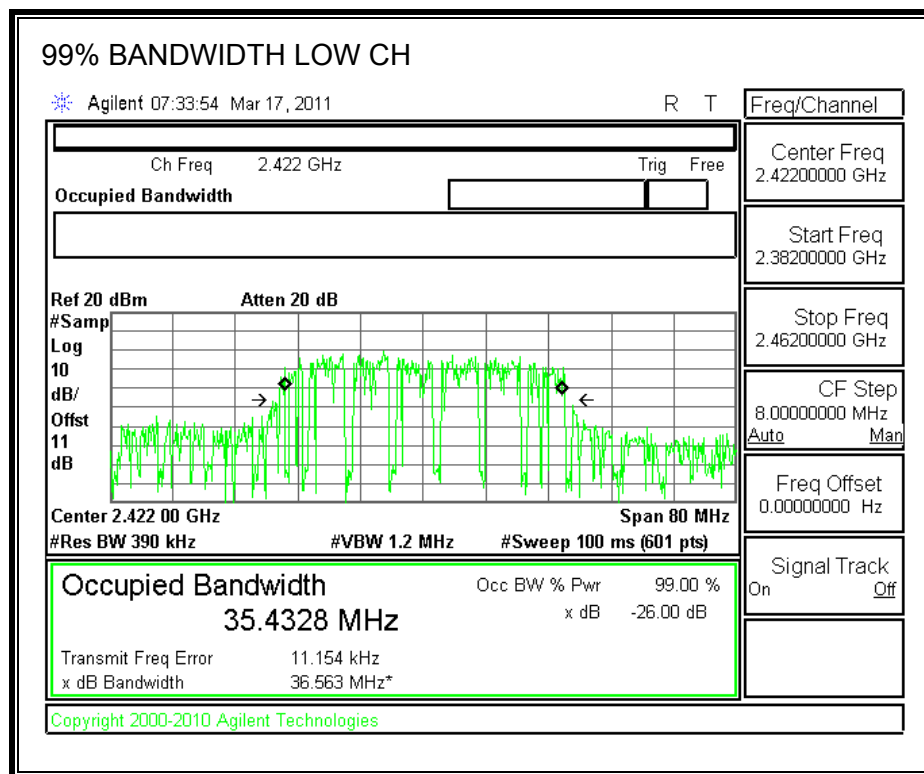 99% BANDWIDTH LOW CH
Agilent 07:33:54 Mar 17, 2011
R T
Freq/Channel
Ch Freq 2.422 GHz
Trig Free
Occupied Bandwidth
Center Freq
2.42200000 GHz
Start Freq
2.38200000 GHz
Stop Freq
2.46200000 GHz
CF Step
8.00000000 MHz
Auto Man
Freq Offset
0.00000000 Hz
Signal Track
On Off
Ref 20 dBm
Atten 20 dB
#Samp
Log
10
dB/
Offst
11
dB
Center 2.422 00 GHz
Span 80 MHz
#Res BW 390 kHz
#VBW 1.2 MHz
#Sweep 100 ms (601 pts)
Occupied Bandwidth
35.4328 MHz
Occ BW % Pwr 99.00 %
x dB -26.00 dB
Transmit Freq Error 11.154 kHz
x dB Bandwidth 36.563 MHz*
Copyright 2000-2010 Agilent Technologies